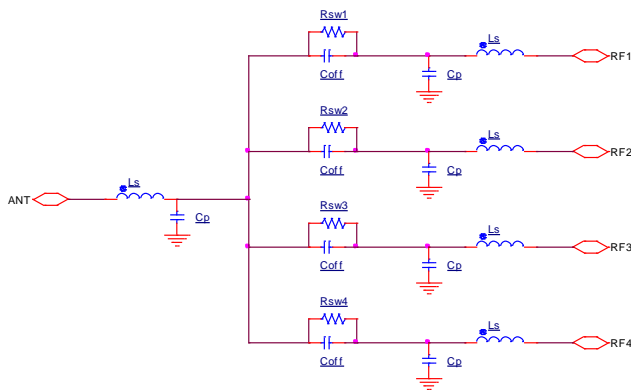 Rsw1
Ls
RF1
Coff
Cp
Rsw2
Ls
RF2
Coff
Cp
Ls
ANT
Cp
Rsw3
Ls
RF3
Coff
Cp
Rsw4
Ls
RF4
Coff
Cp